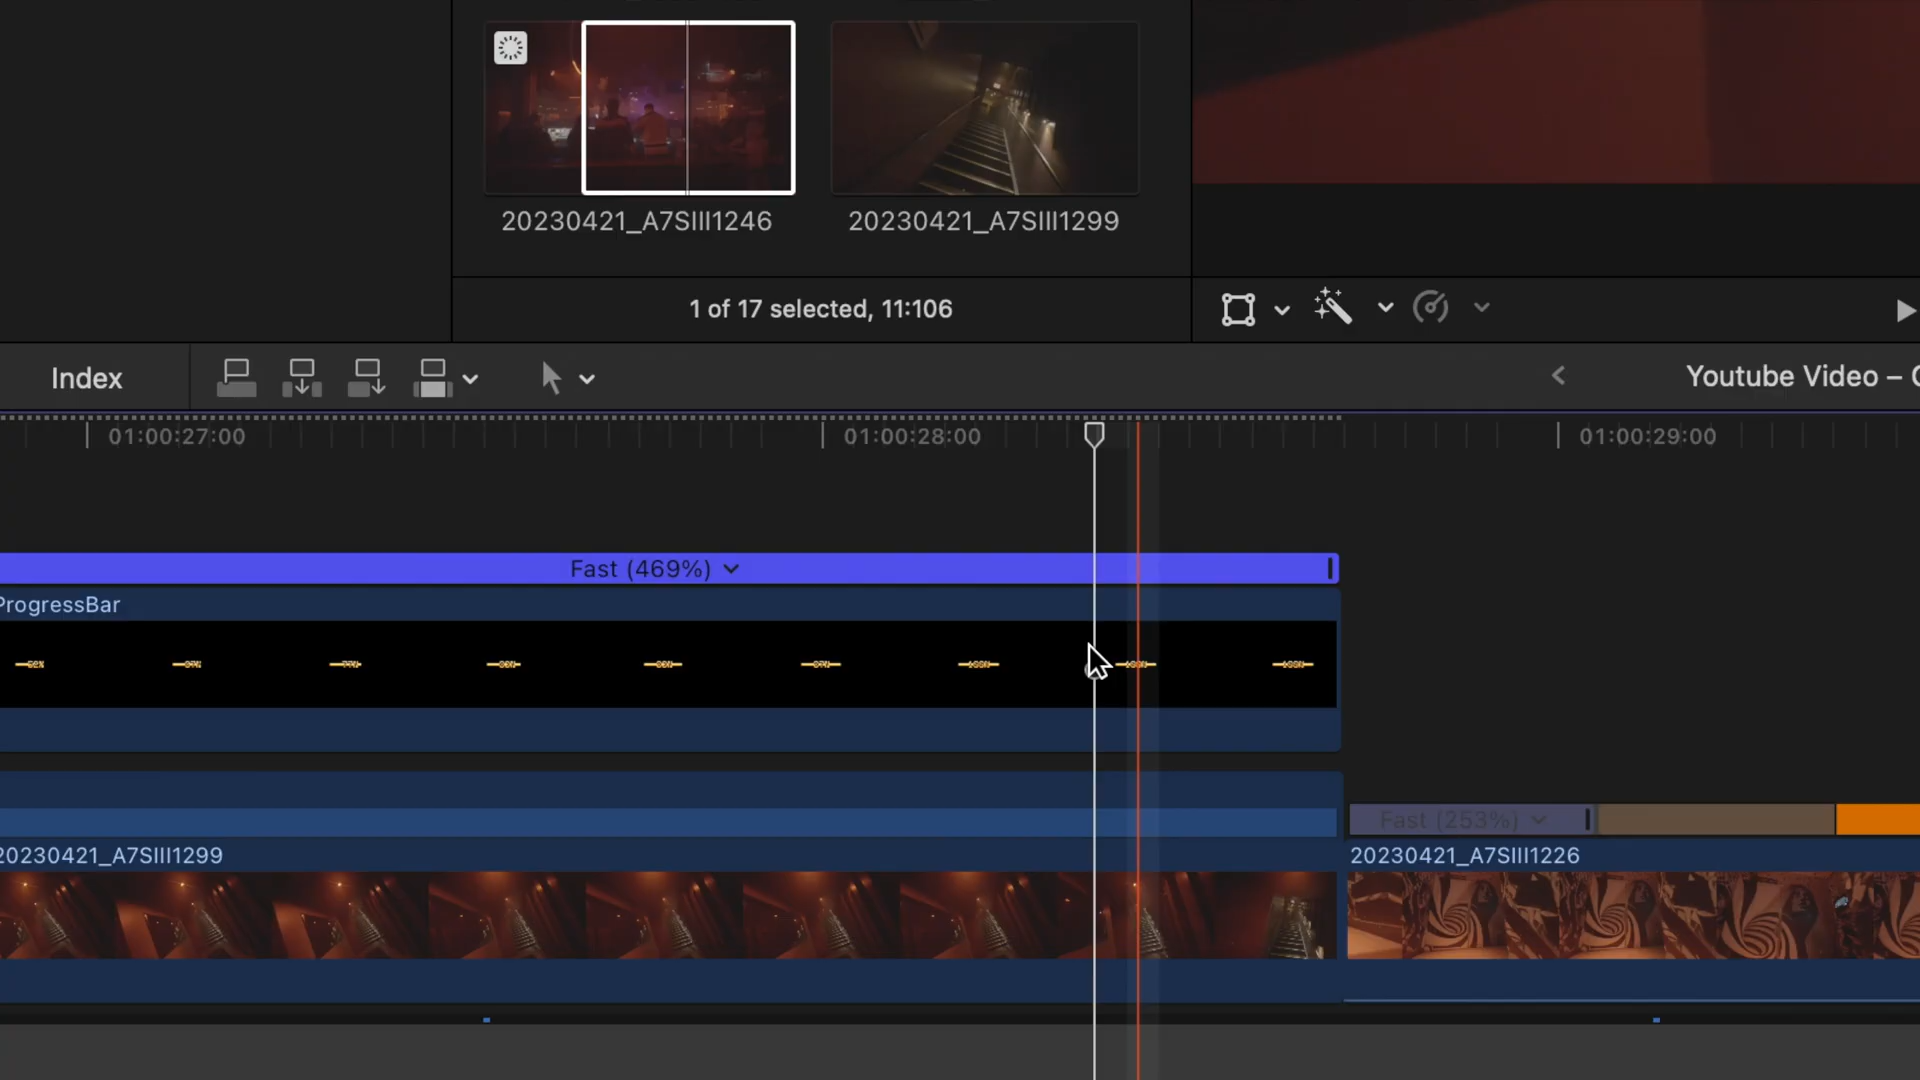 20230421_A7SIII1246
20230421_A7SIII1299
1 of 17 selected, 11:106
Index
Youtube Video –
01:00:27:00
01:00:28:00
01:00:29:00
Fast (469%)
ProgressBar
Fast (253%)
20230421_A7SIII1299
20230421_A7SIII1226